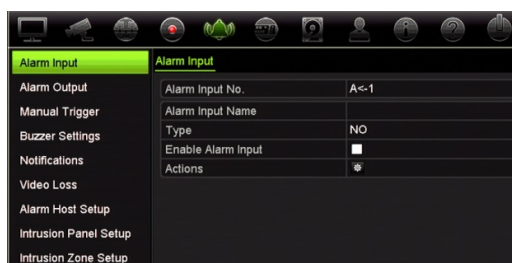 Alarm Input
Alarm Output
Manual Trigger
Buzzer Settings
Notifications
Video Loss
Alarm Host Setup
Intrusion Panel Setup
Intrusion Zone Setup
Alarm Input
Alarm Input No. A<-1
Alarm Input Name
Type NO
Enable Alarm Input
Actions